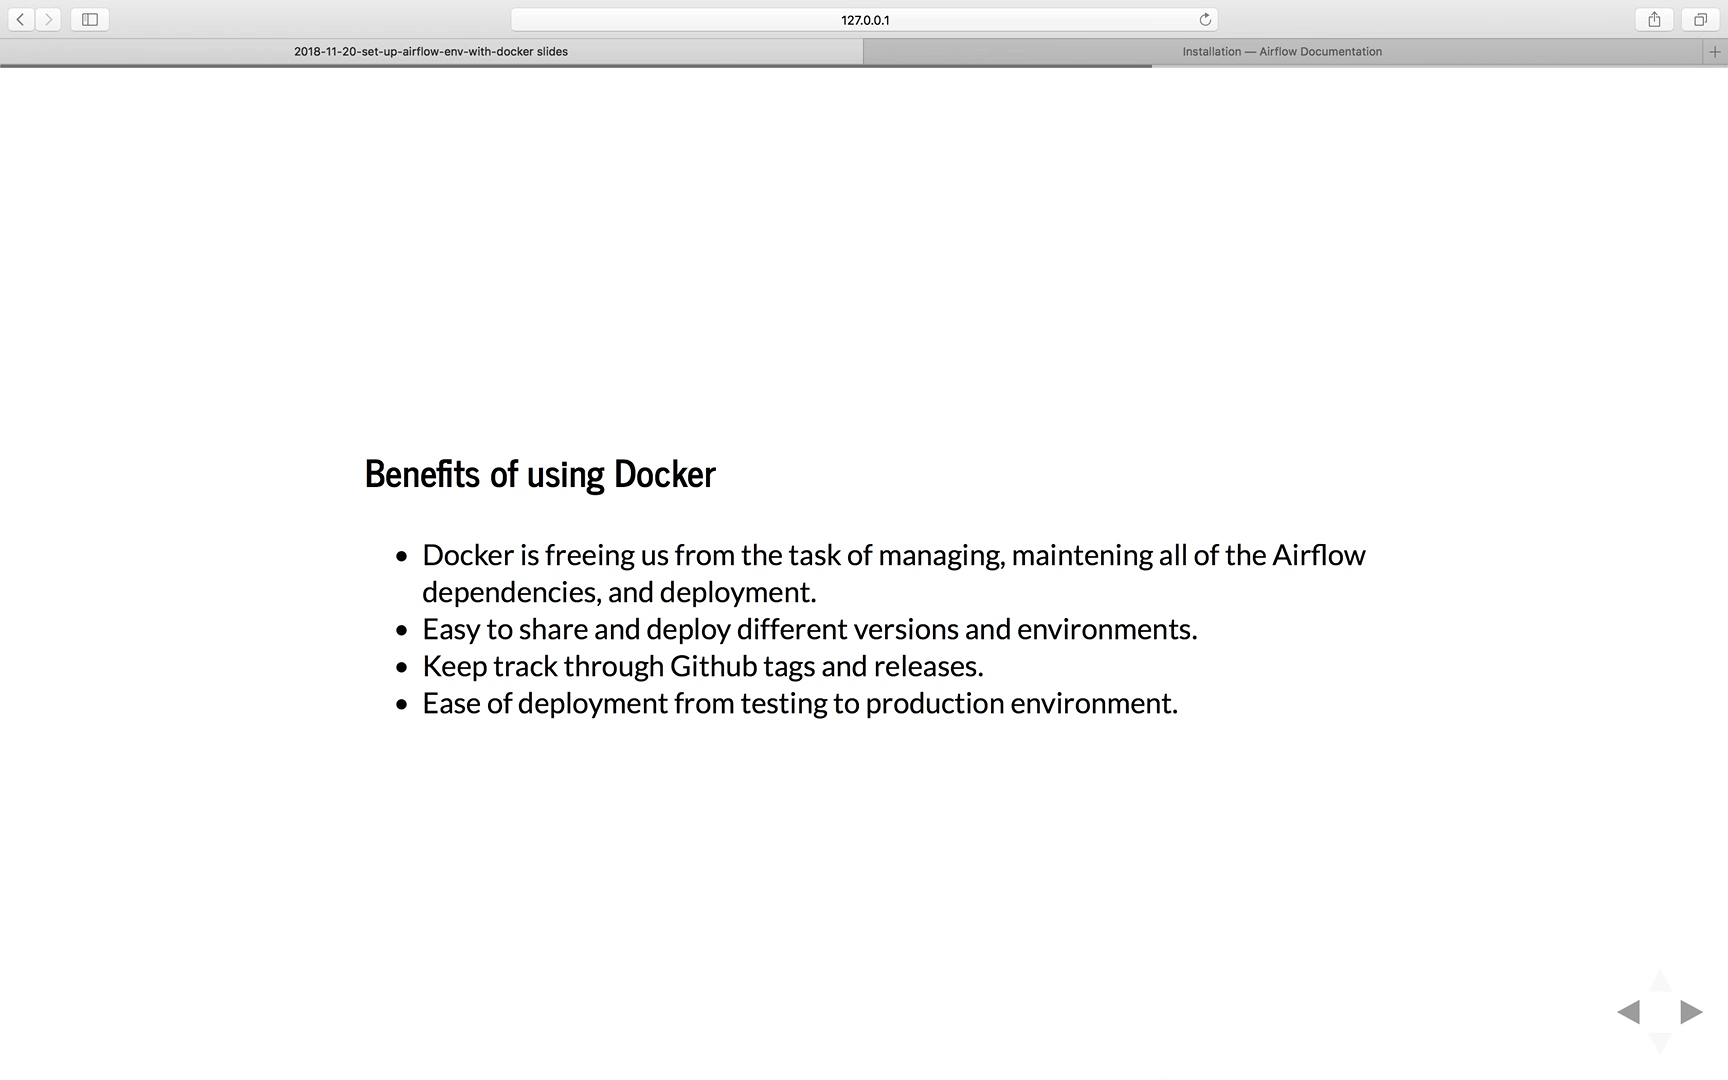 127.0.0.1
2018-11-20-set-up-airflow-env-with-docker slides
Installation — Airflow Documentation
Benefits of using Docker
Docker is freeing us from the task of managing, maintening all of the Airflow
dependencies, and deployment.
Easy to share and deploy different versions and environments.
Keep track through Github tags and releases.
Ease of deployment from testing to production environment.